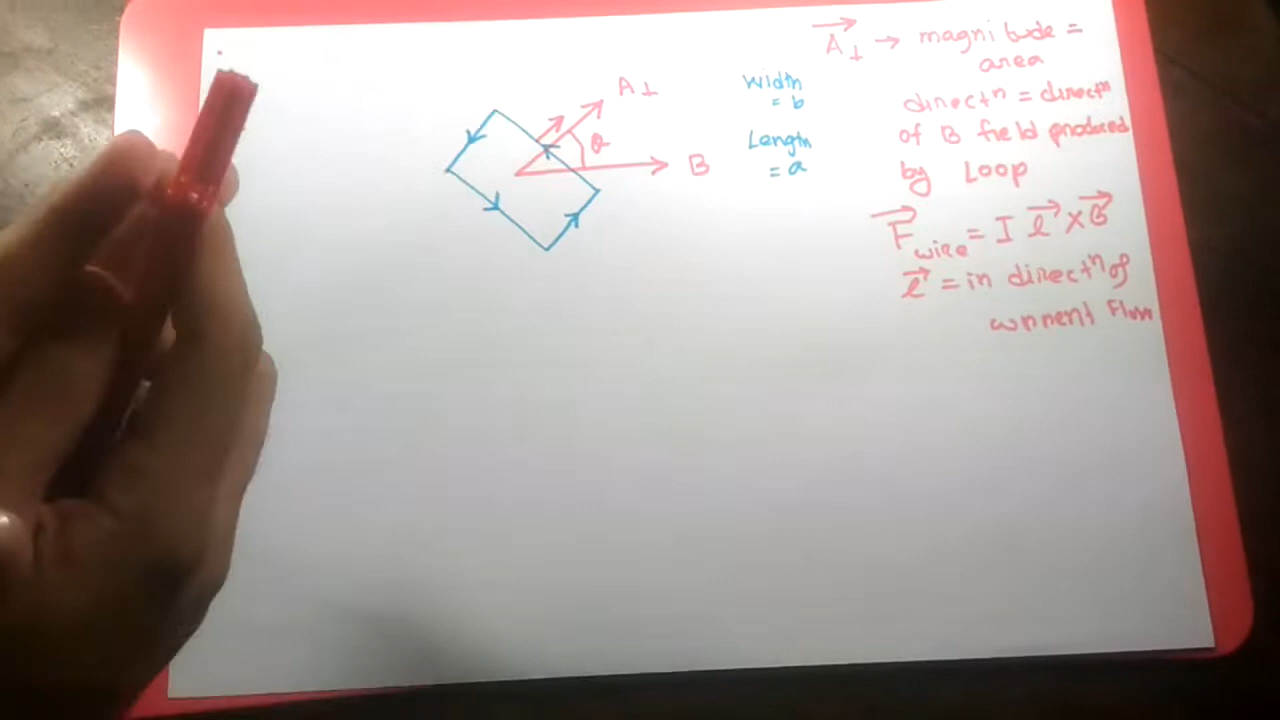 A⊥
θ
B
Width
= b
Length
= a
A⊥ → magnitude =
area
directⁿ = directⁿ
of B field produced
by Loop
F wire = I l × B
l = in directⁿ of
current Flow